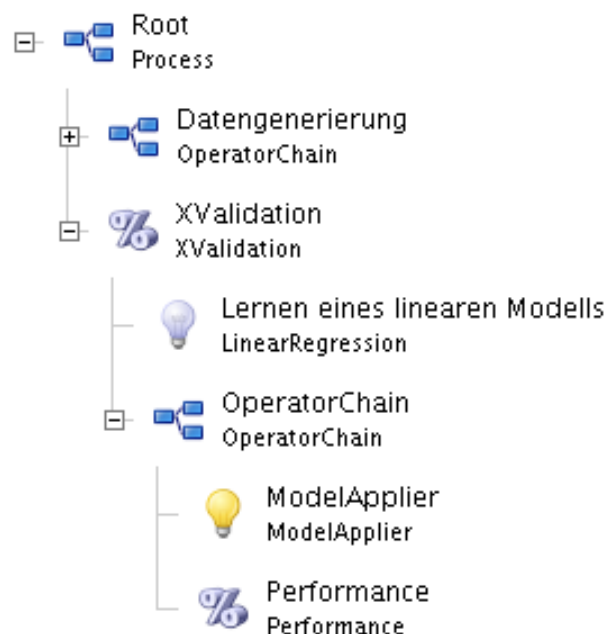 Root
Process
Datengenerierung
OperatorChain
XValidation
XValidation
Lernen eines linearen Modells
LinearRegression
OperatorChain
OperatorChain
ModelApplier
ModelApplier
Performance
Performance